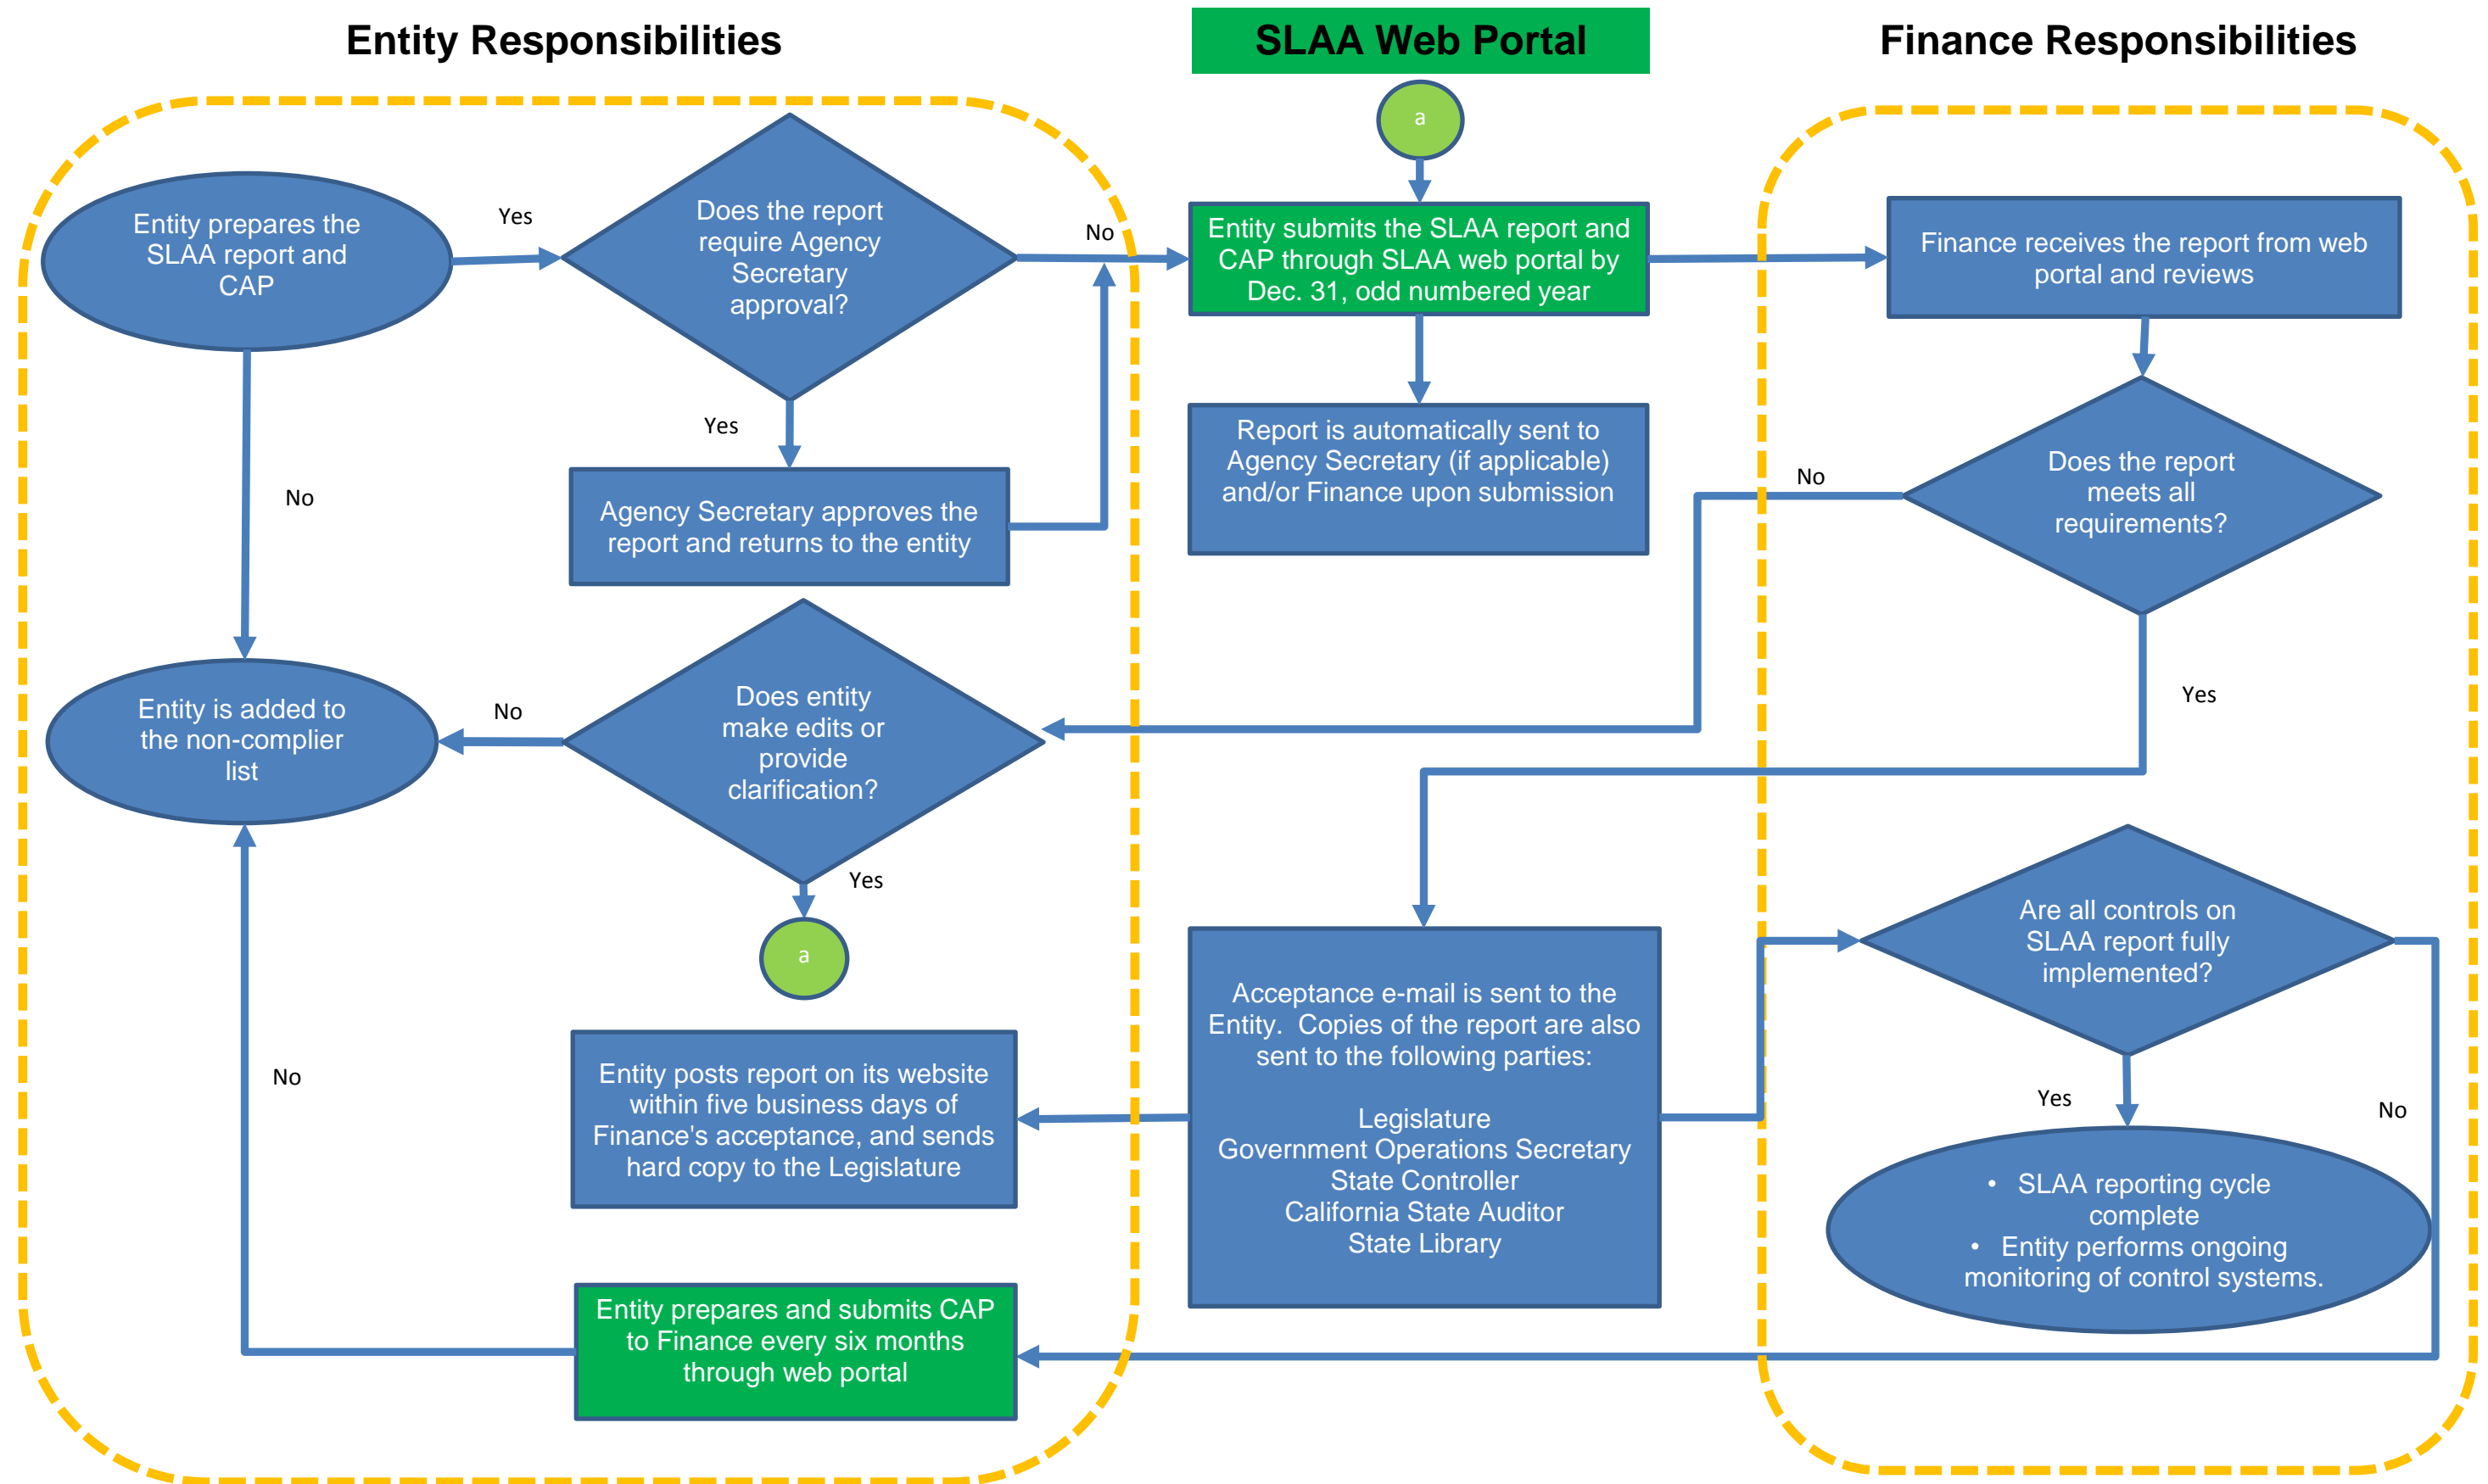 Entity Responsibilities
SLAA Web Portal
Finance Responsibilities
a
Entity prepares the
SLAA report and
CAP
Yes
Does the report
require Agency
Secretary
approval?
No
Entity submits the SLAA report and
CAP through SLAA web portal by
Dec. 31, odd numbered year
Finance receives the report from web
portal and reviews
Yes
No
Agency Secretary approves the
report and returns to the entity
Report is automatically sent to
Agency Secretary (if applicable)
and/or Finance upon submission
No
Does the report
meets all
requirements?
Yes
Entity is added to
the non-complier
list
No
Does entity
make edits or
provide
clarification?
Yes
a
Are all controls on
SLAA report fully
implemented?
Acceptance e-mail is sent to the
Entity.  Copies of the report are also
sent to the following parties:
Legislature
Government Operations Secretary
State Controller
California State Auditor
State Library
No
Entity posts report on its website
within five business days of
Finance's acceptance, and sends
hard copy to the Legislature
Yes
No
• SLAA reporting cycle
complete
• Entity performs ongoing
monitoring of control systems.
Entity prepares and submits CAP
to Finance every six months
through web portal